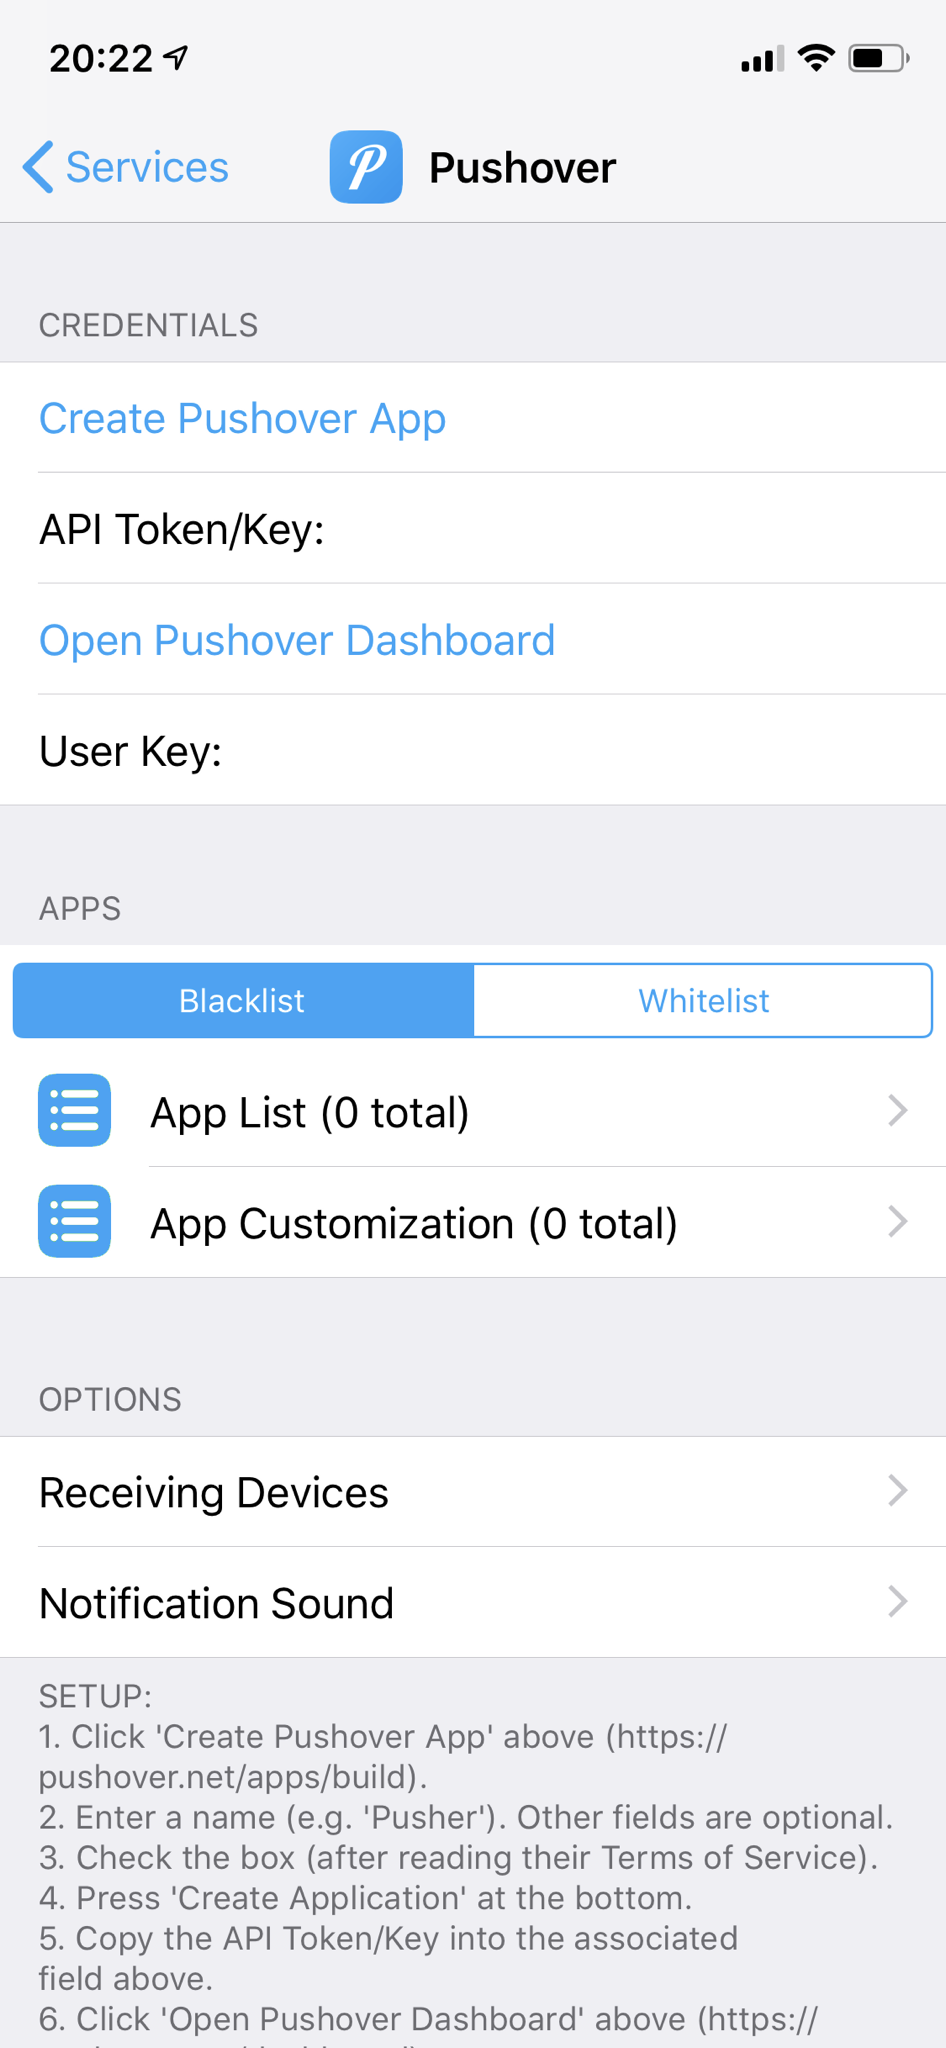 20:22
Services
Pushover
CREDENTIALS
Create Pushover App
API Token/Key:
Open Pushover Dashboard
User Key:
APPS
Blacklist
Whitelist
App List (0 total)
App Customization (0 total)
OPTIONS
Receiving Devices
Notification Sound
SETUP:
1. Click 'Create Pushover App' above (https://
pushover.net/apps/build).
2. Enter a name (e.g. 'Pusher'). Other fields are optional.
3. Check the box (after reading their Terms of Service).
4. Press 'Create Application' at the bottom.
5. Copy the API Token/Key into the associated
field above.
6. Click 'Open Pushover Dashboard' above (https://